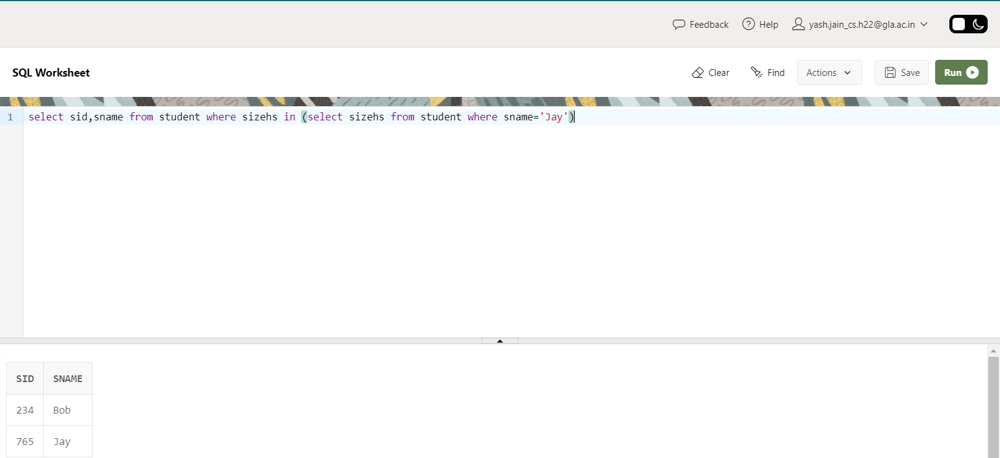 Feedback Help yash.jain_cs.h22@gla.ac.in
SQL Worksheet Clear Find Actions Save Run
1 select sid,sname from student where sizehs in (select sizehs from student where sname='Jay')
SID SNAME
234 Bob
765 Jay